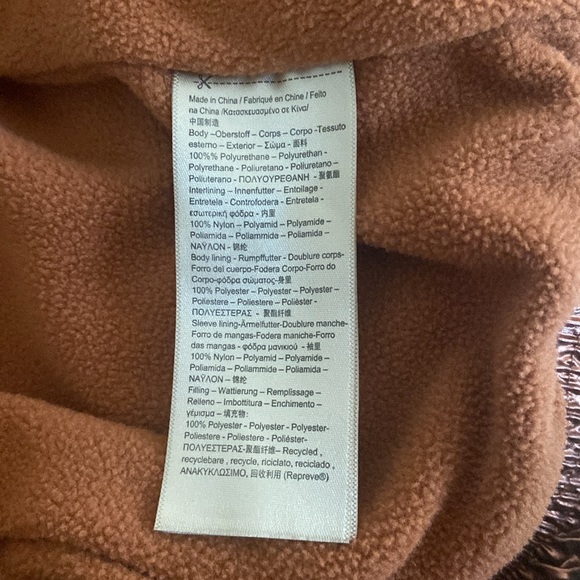 Made in China / Fabriqué en Chine / Feito
na China /Κατασκευασμένο σε Κίνα/
中国制造
Body –Oberstoff – Corps – Corpo -Tessuto
esterno – Exterior – Σώμα - 面料
100%% Polyurethane – Polyurethan -
Polyrethane - Poliuretano – Poliuretano –
Poliuterano - ΠΟΛΥΟΥΡΕΘΑΝΗ - 聚氨酯
Interlining – Innenfutter – Entoilage -
Entretela - Controfodera - Entretela -
εσωτερική φόδρα - 内里
100% Nylon – Polyamid – Polyamide –
Poliamida – Poliammide – Poliamida –
ΝΑΫΛΟΝ - 锦纶
Body lining - Rumpffutter - Doublure corps-
Forro del cuerpo-Fodera Corpo-Forro do
Corpo-φόδρα σώματος-身里
100% Polyester – Polyester – Polyester –
Poliestere – Poliestere – Poliéster -
ΠΟΛΥΕΣΤΕΡΑΣ - 聚酯纤维
Sleeve lining-Ärmelfutter-Doublure manche-
Forro de mangas-Fodera maniche-Forro
das mangas - φόδρα μανικιού - 袖里
100% Nylon – Polyamid – Polyamide –
Poliamida – Poliammide – Poliamida –
ΝΑΫΛΟΝ – 锦纶
Filling – Wattierung – Remplissage –
Relleno – Imbottitura – Enchimento –
γέμισμα – 填充物:
100% Polyester - Polyester - Polyester-
Poliestere - Poliestere - Poliéster-
ΠΟΛΥΕΣΤΕΡΑΣ-聚酯纤维– Recycled ,
recyclebare , recycle, riciclato, reciclado ,
ΑΝΑΚΥΚΛΩΣΙΜΟ, 回收利用 (Repreve®)